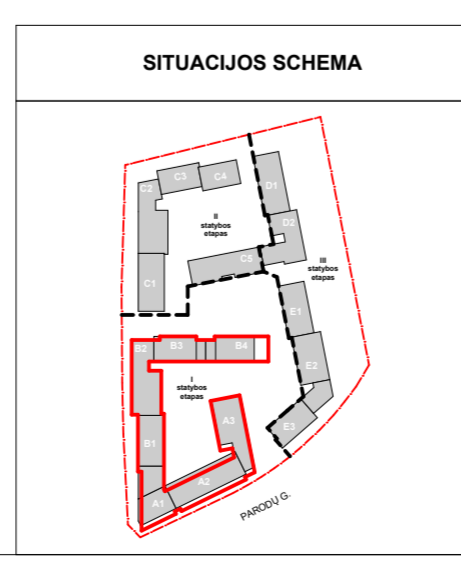 SITUACIJOS SCHEMA
C3
C4
C2
D1
II
statybos
etapas
D2
C5
III
statybos
etapas
C1
E1
B2
B3
B4
E2
I
statybos
etapas
A3
E3
B1
A2
A1
PARODŲ G.